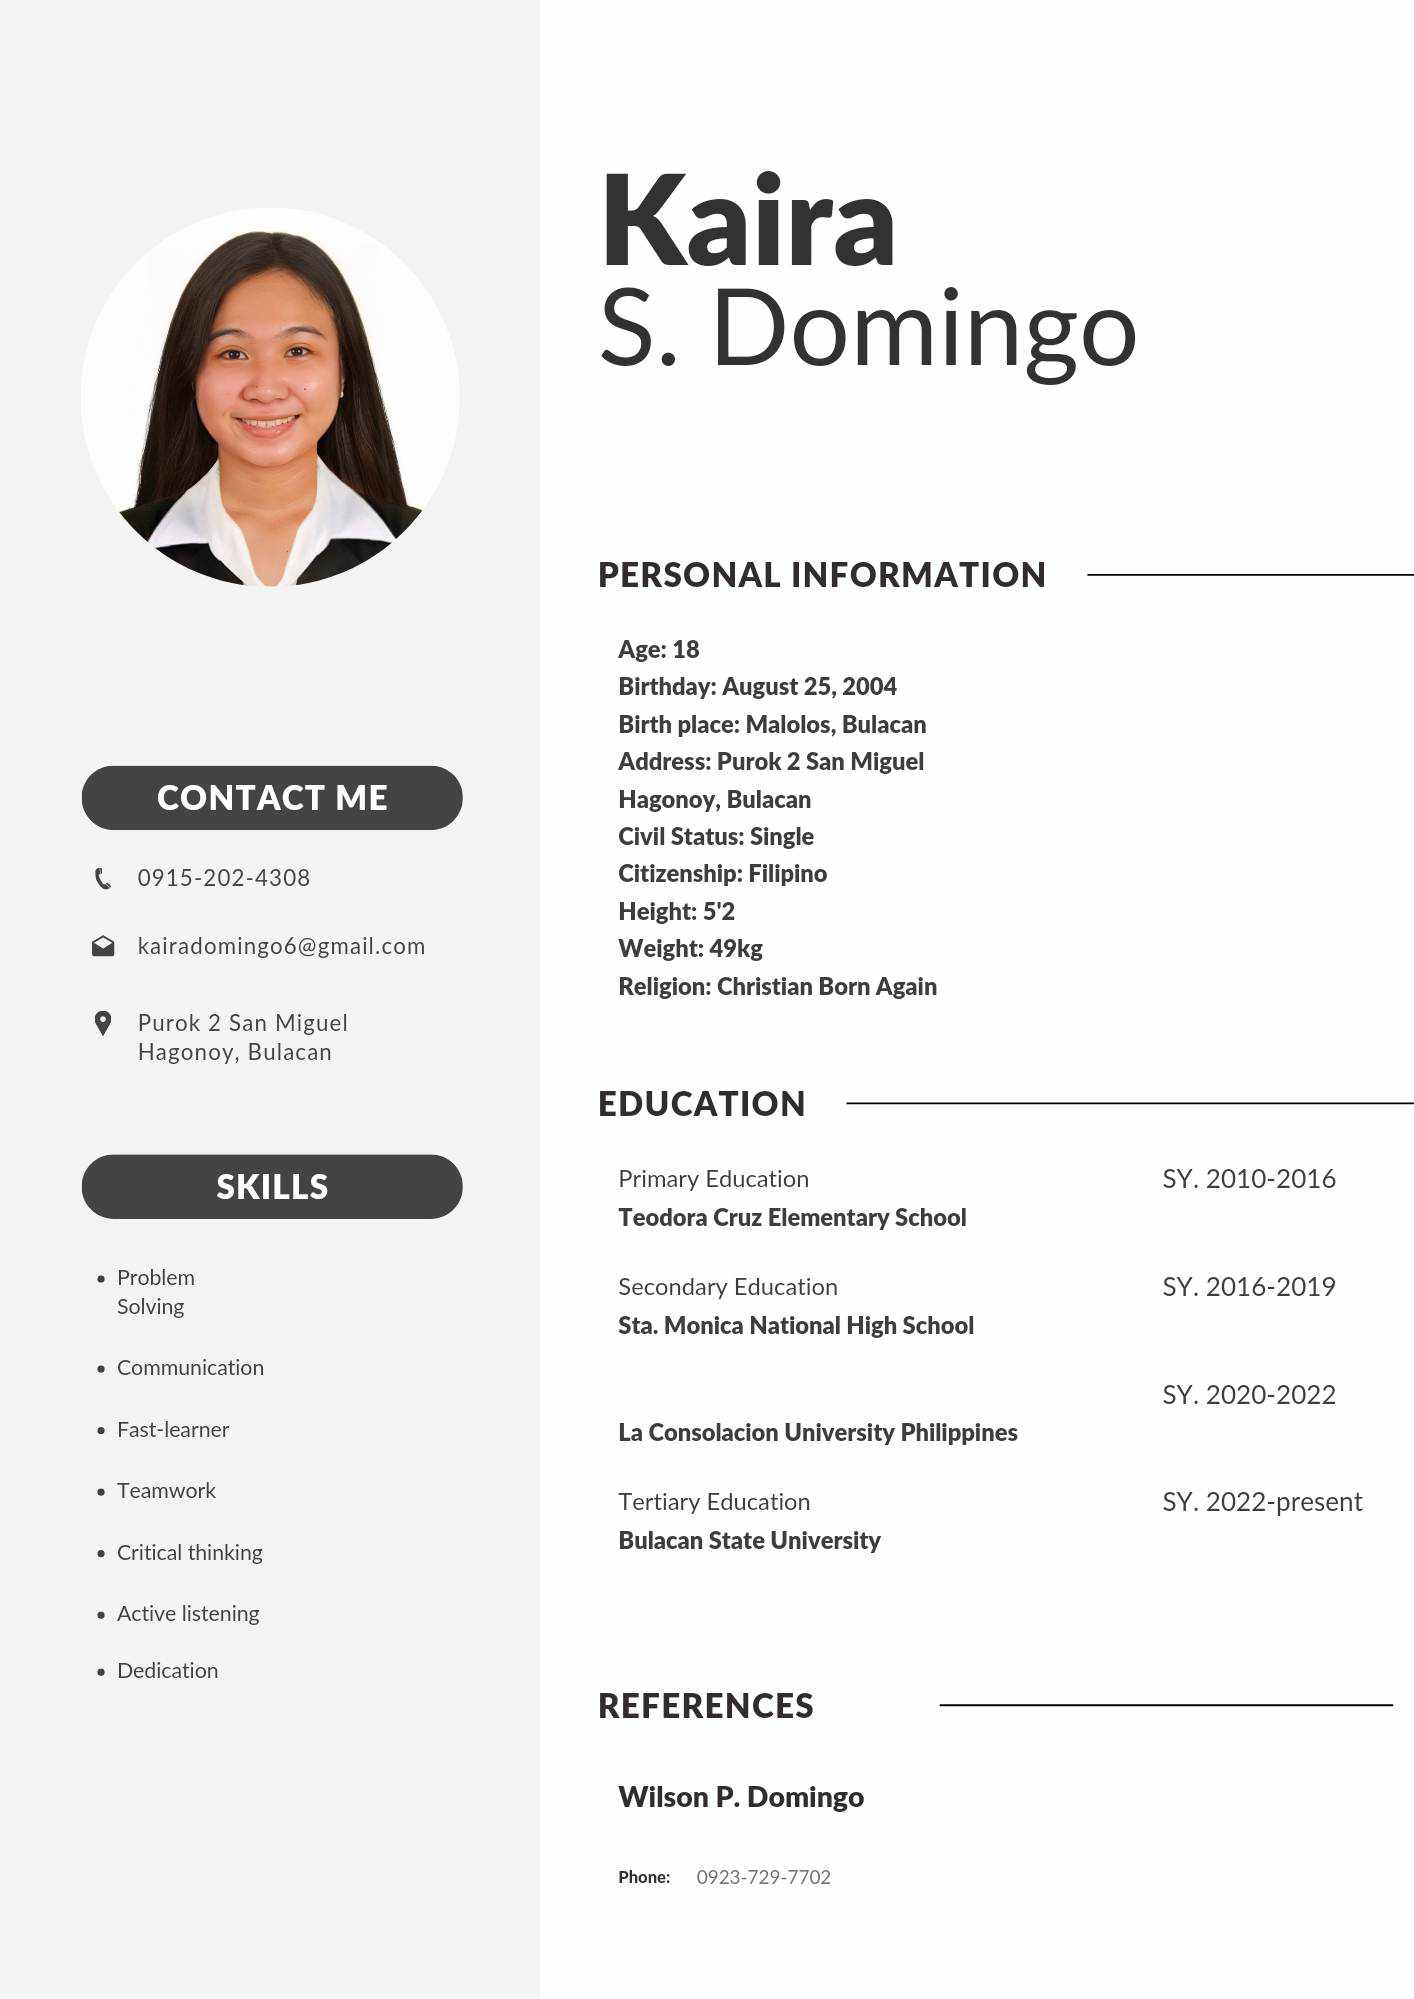 Kaira
S. Domingo
CONTACT ME
0915-202-4308
kairadomingo6@gmail.com
Purok 2 San Miguel
Hagonoy, Bulacan
SKILLS
• Problem
Solving
• Communication
• Fast-learner
• Teamwork
• Critical thinking
• Active listening
• Dedication
PERSONAL INFORMATION
Age: 18
Birthday: August 25, 2004
Birth place: Malolos, Bulacan
Address: Purok 2 San Miguel
Hagonoy, Bulacan
Civil Status: Single
Citizenship: Filipino
Height: 5'2
Weight: 49kg
Religion: Christian Born Again
EDUCATION
Primary Education SY. 2010-2016
Teodora Cruz Elementary School
Secondary Education SY. 2016-2019
Sta. Monica National High School
SY. 2020-2022
La Consolacion University Philippines
Tertiary Education SY. 2022-present
Bulacan State University
REFERENCES
Wilson P. Domingo
Phone: 0923-729-7702